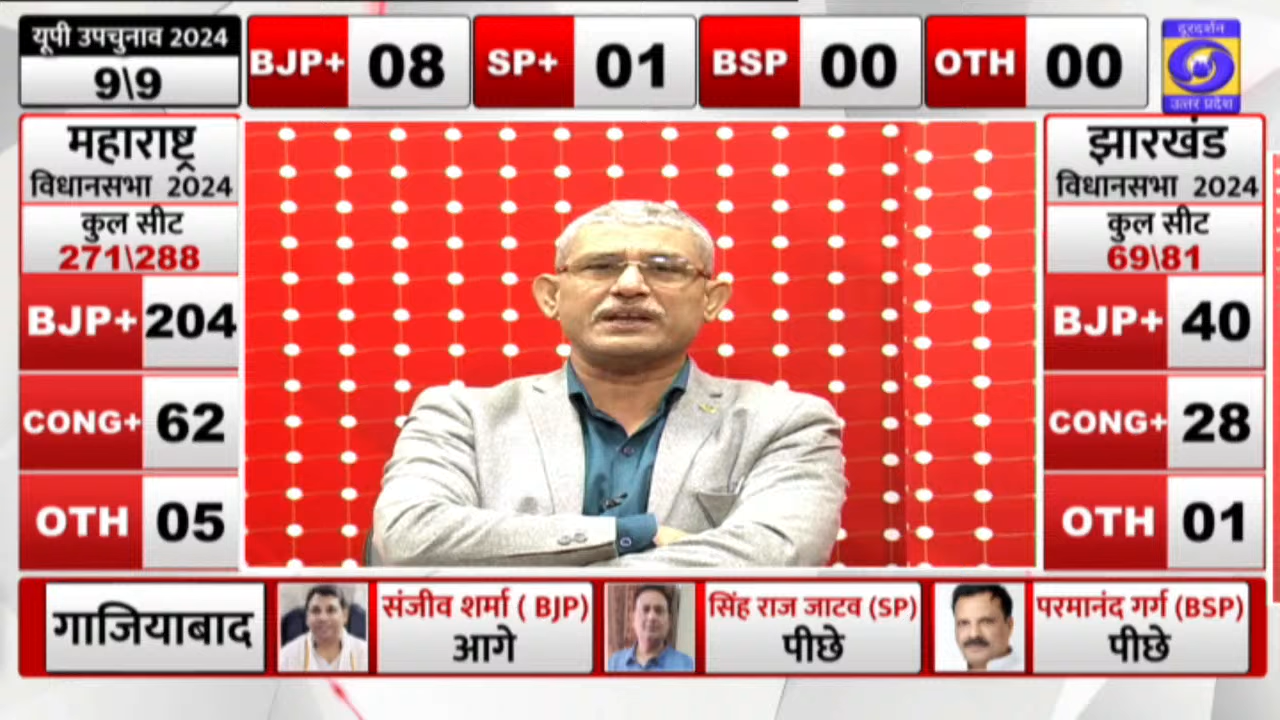 यूपी उपचुनाव 2024
9\9
BJP+ 08
SP+ 01
BSP 00
OTH 00
दूरदर्शन
उत्तर प्रदेश
महाराष्ट्र
विधानसभा 2024
कुल सीट
271\288
BJP+ 204
CONG+ 62
OTH 05
झारखंड
विधानसभा 2024
कुल सीट
69\81
BJP+ 40
CONG+ 28
OTH 01
गाजियाबाद
संजीव शर्मा ( BJP)
आगे
सिंह राज जाटव (SP)
पीछे
परमानंद गर्ग (BSP)
पीछे